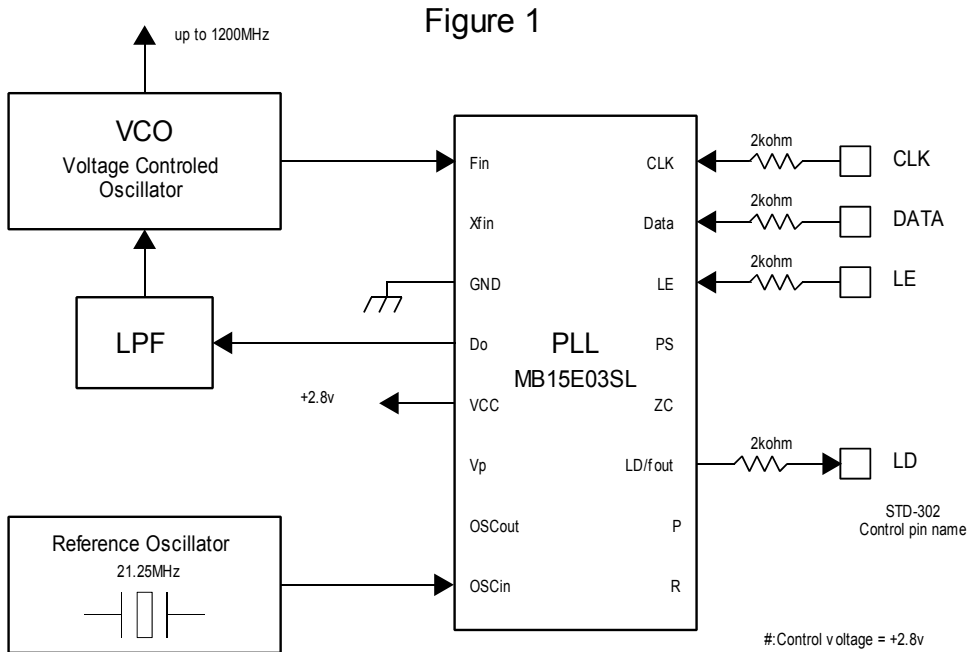 Figure 1
up to 1200MHz
VCO
Voltage Controled
Oscillator
LPF
+2.8v
Reference Oscillator
21.25MHz
Fin
Xfin
GND
Do
VCC
Vp
OSCout
OSCin
PLL
MB15E03SL
CLK
Data
LE
PS
ZC
LD/fout
P
R
2kohm
CLK
2kohm
DATA
2kohm
LE
2kohm
LD
STD-302
Control pin name
#:Control voltage = +2.8v